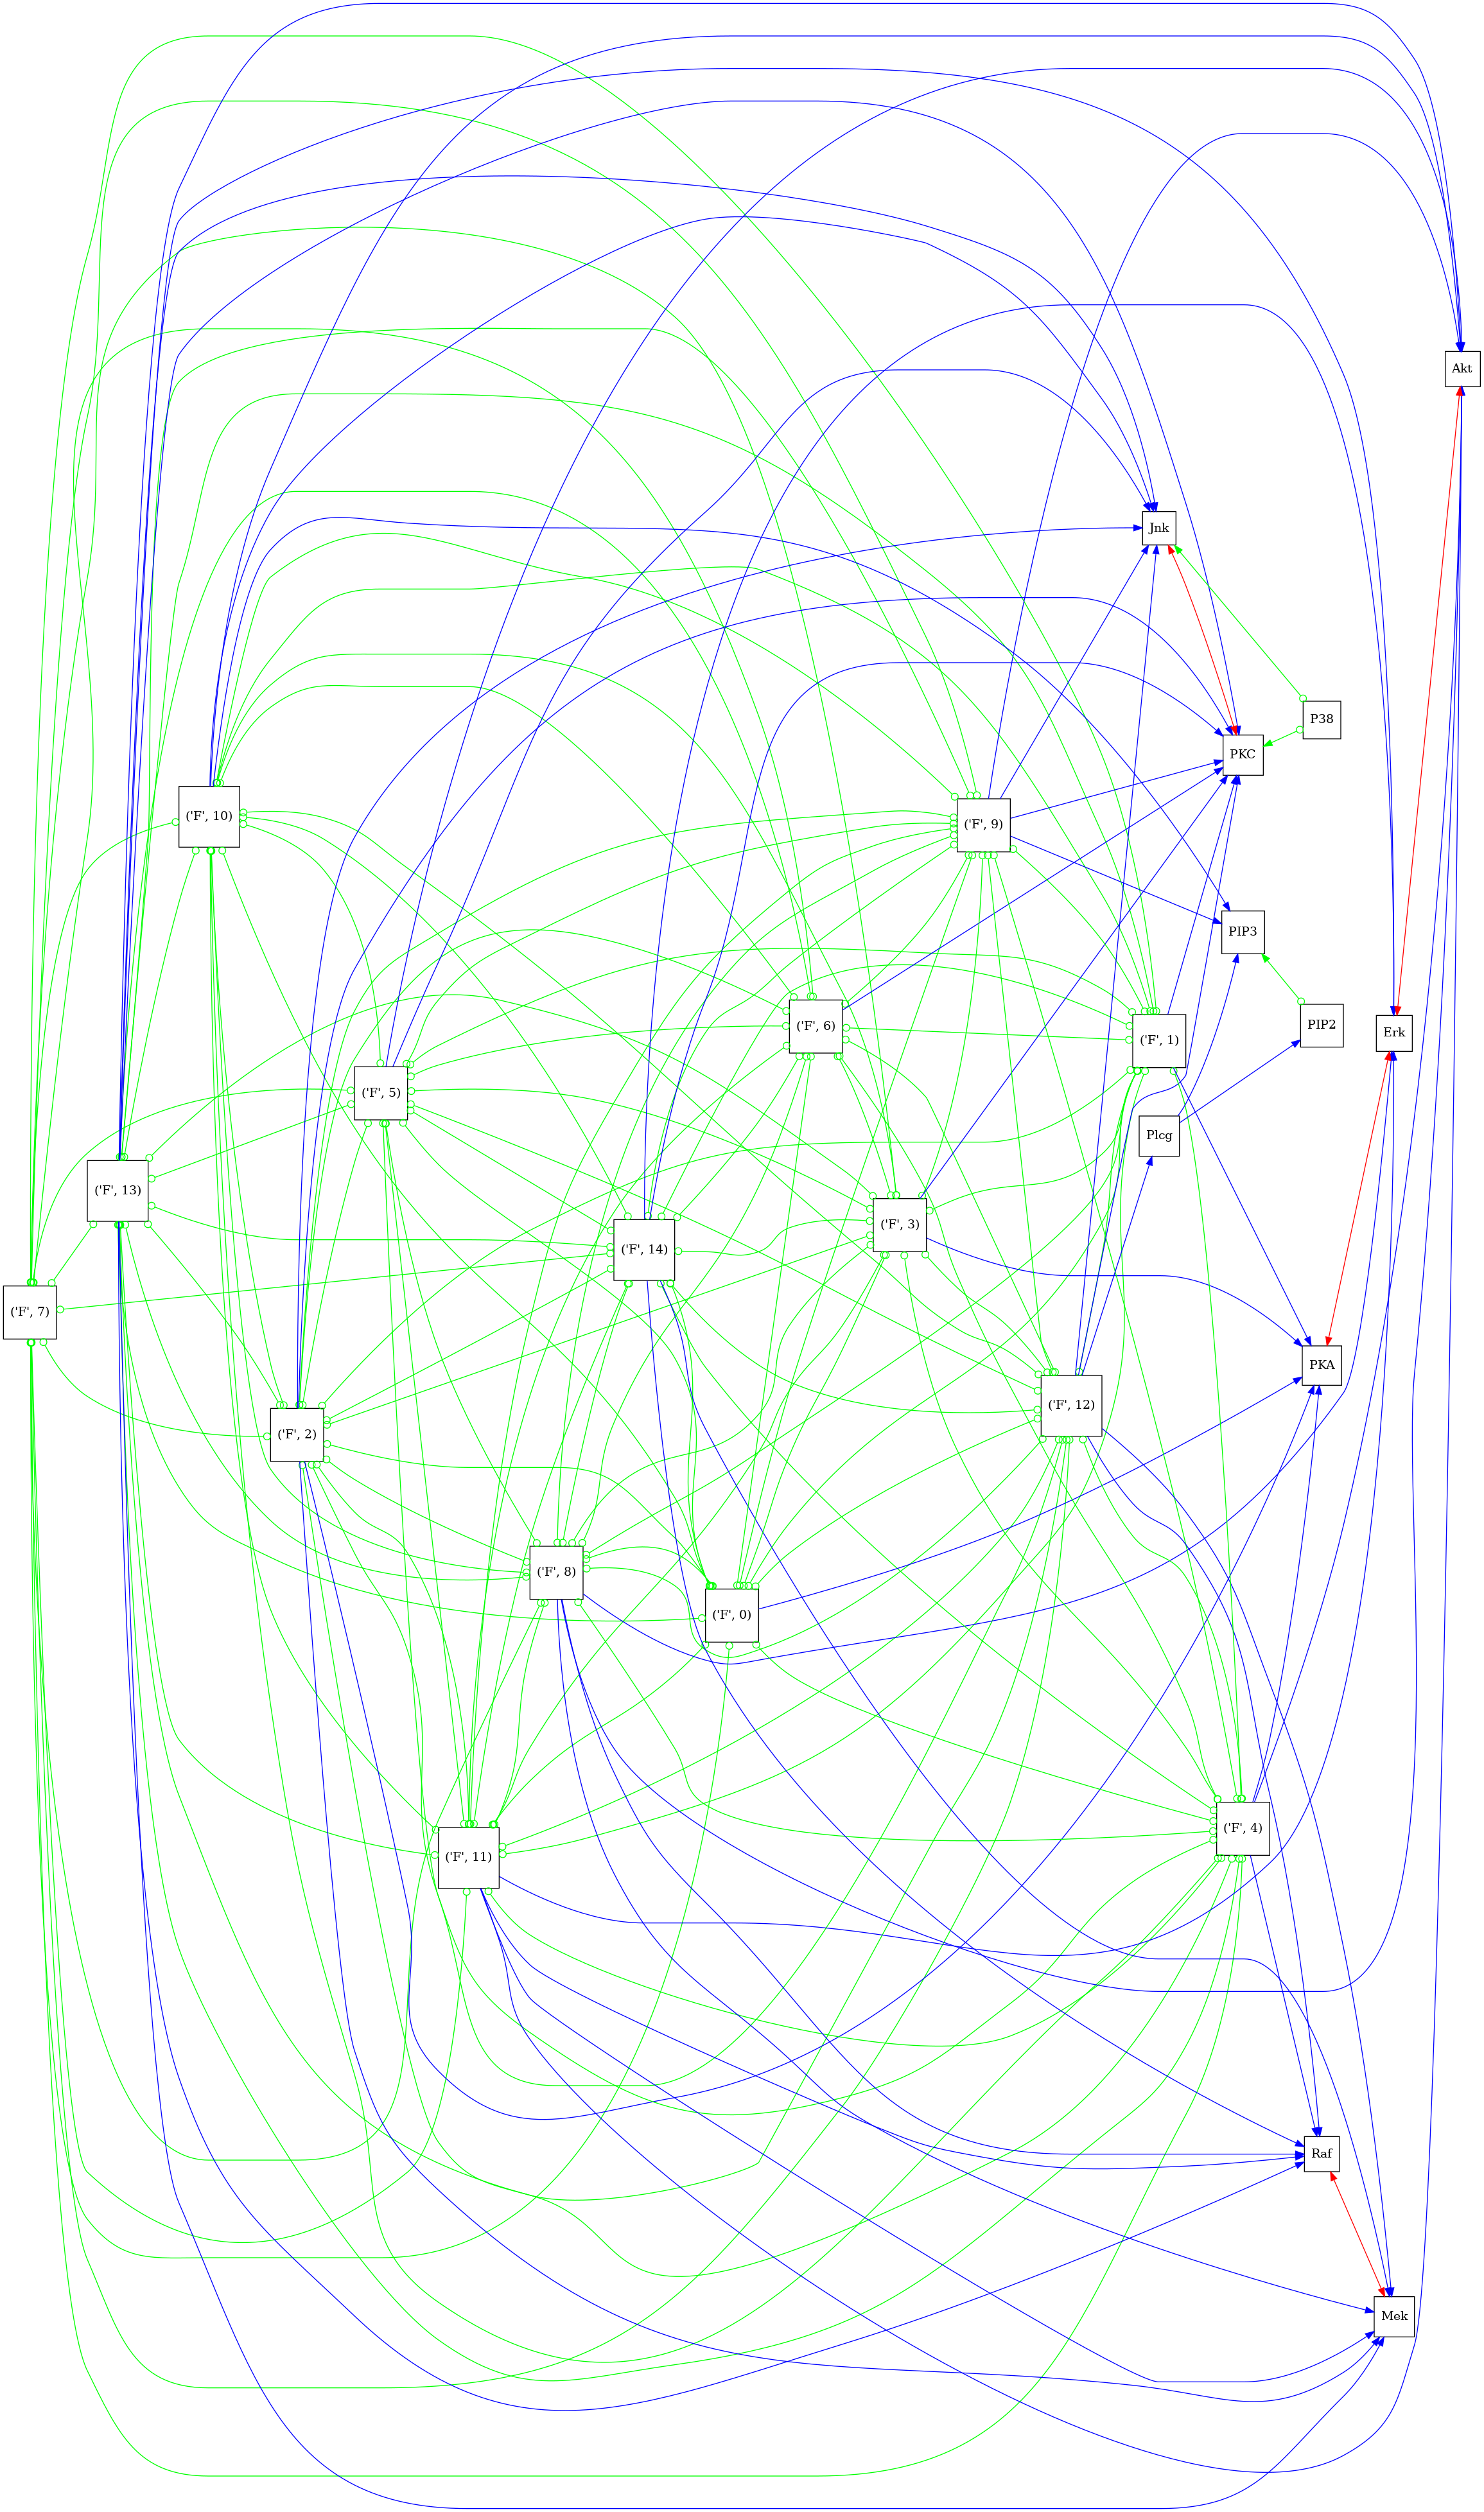 Akt
Jnk
P38
PKC
('F', 10)
('F', 9)
PIP3
('F', 6)
PIP2
Erk
('F', 1)
('F', 5)
Plcg
('F', 13)
('F', 3)
('F', 14)
('F', 7)
PKA
('F', 12)
('F', 2)
('F', 8)
('F', 0)
('F', 4)
('F', 11)
Raf
Mek